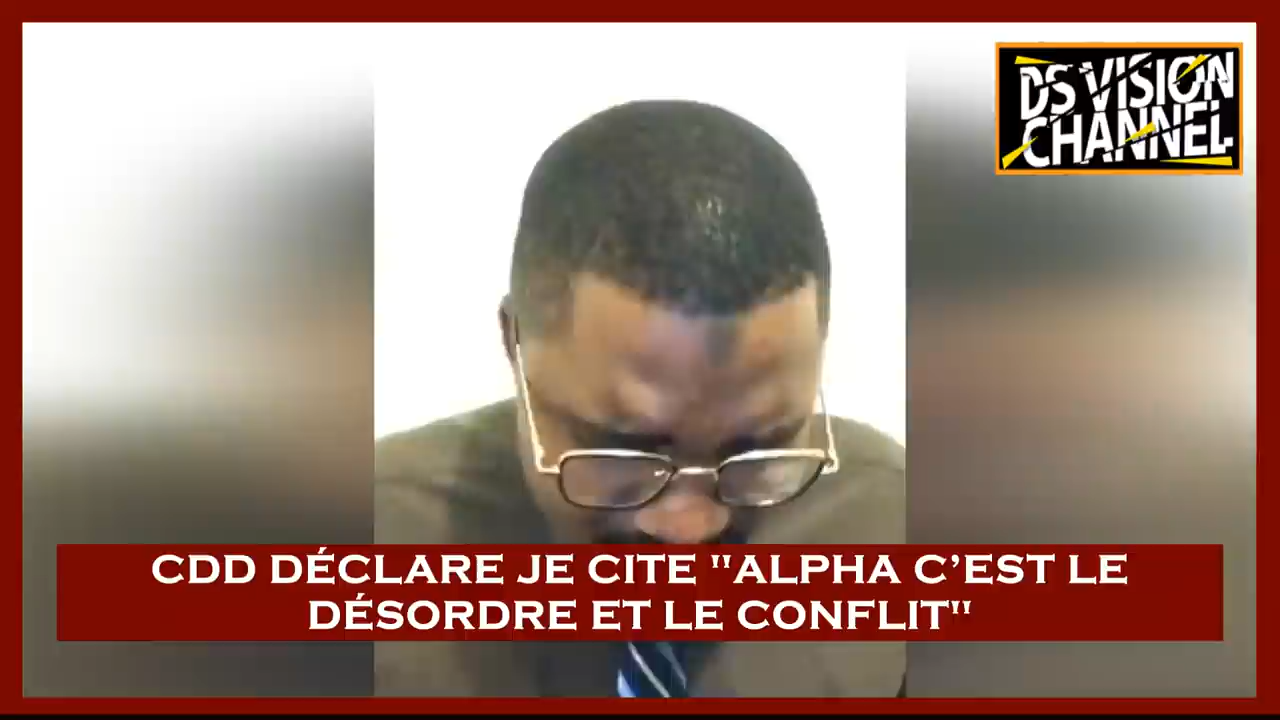 DS VISION
CHANNEL
CDD DÉCLARE JE CITE "ALPHA C’EST LE
DÉSORDRE ET LE CONFLIT"